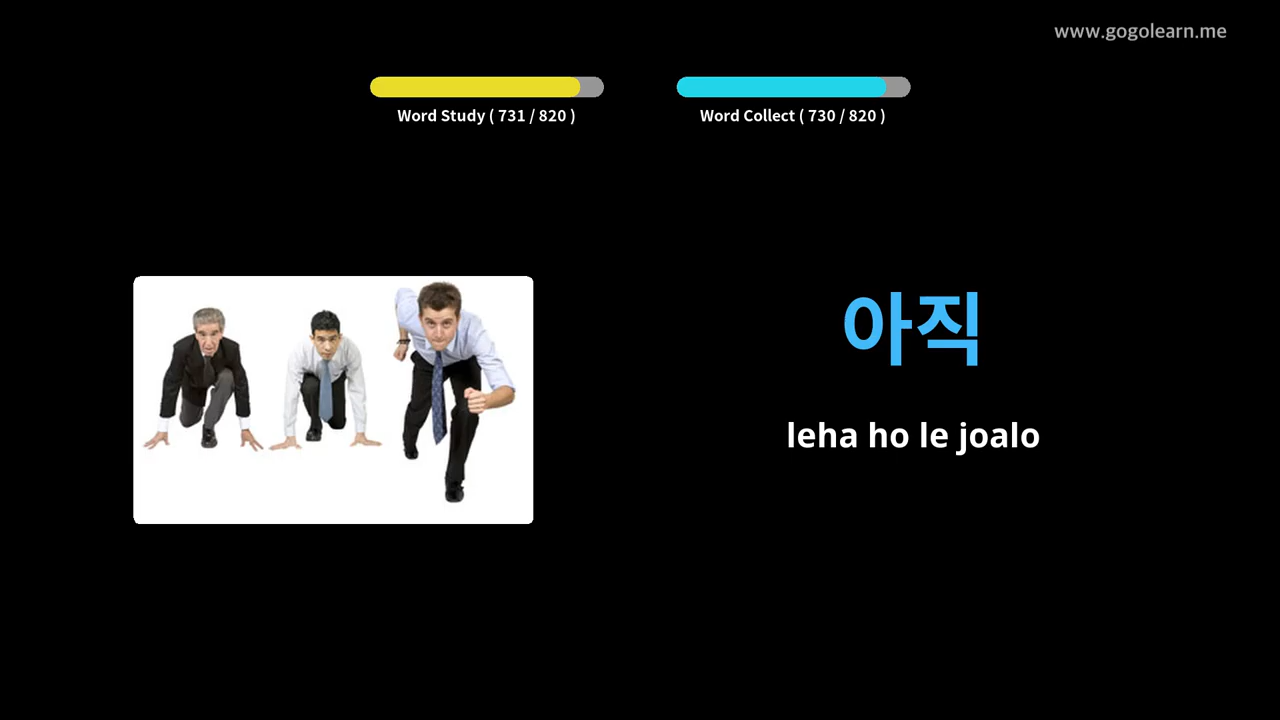 www.gogolearn.me
Word Study ( 731 / 820 )
Word Collect ( 730 / 820 )
아직
leha ho le joalo